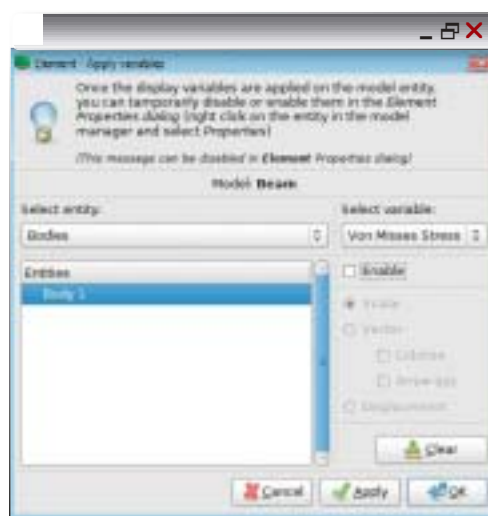 Element - Apply variables
Once the display variables are applied on the model entity,
you can temporarily disable or enable them in the Element
Properties dialog (right click on the entity in the model
manager and select Properties)
(This message can be disabled in Element Properties dialog)
Model: Beam
Select entity:
Select variable:
Bodies
Von Misses Stress
Entities
Body 1
Enable
Scalar
Vector
Colorize
Displacement
Clear
Cancel
Apply
OK